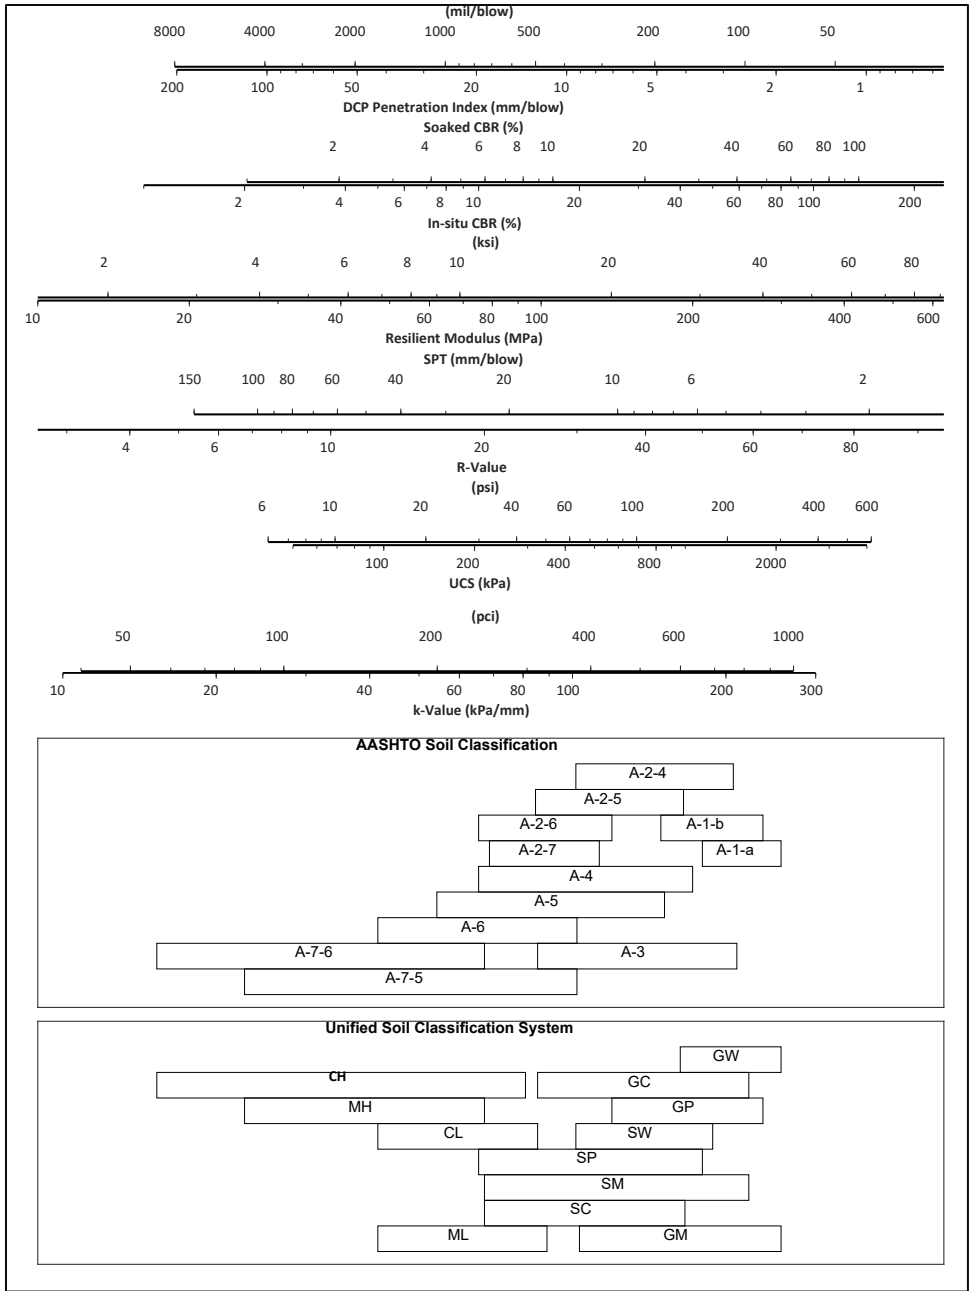 (mil/blow)
8000 4000 2000 1000 500 200 100 50
200 100 50 20 10 5 2 1
DCP Penetration Index (mm/blow)
Soaked CBR (%)
2 4 6 8 10 20 40 60 80 100
2 4 6 8 10 20 40 60 80 100 200
In-situ CBR (%)
(ksi)
2 4 6 8 10 20 40 60 80
10 20 40 60 80 100 200 400 600
Resilient Modulus (MPa)
SPT (mm/blow)
150 100 80 60 40 20 10 6 2
4 6 10 20 40 60 80
R-Value
(psi)
6 10 20 40 60 100 200 400 600
100 200 400 800 2000
UCS (kPa)
(pci)
50 100 200 400 600 1000
10 20 40 60 80 100 200 300
k-Value (kPa/mm)
AASHTO Soil Classification
A-2-4
A-2-5
A-2-6 A-1-b
A-2-7 A-1-a
A-4
A-5
A-6
A-7-6 A-3
A-7-5
Unified Soil Classification System
GW
CH GC
MH GP
CL SW
SP
SM
SC
ML GM